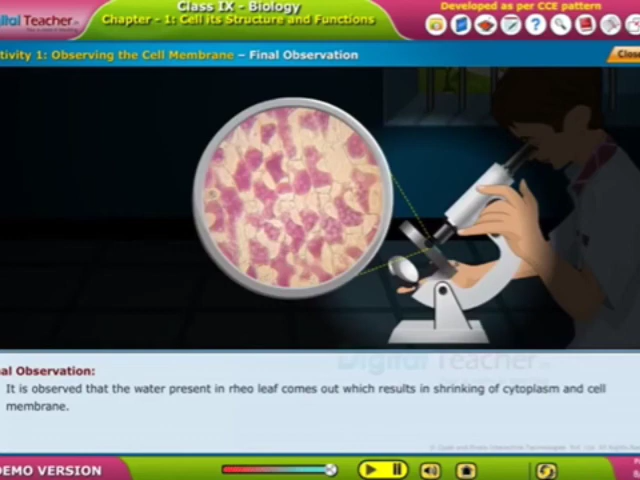 Digital Teacher
Class IX - Biology
Chapter - 1: Cell its Structure and Functions
Developed as per CCE pattern
tivity 1: Observing the Cell Membrane – Final Observation
Close
al Observation:
It is observed that the water present in rheo leaf comes out which results in shrinking of cytoplasm and cell
membrane.
Digital Teacher
DEMO VERSION